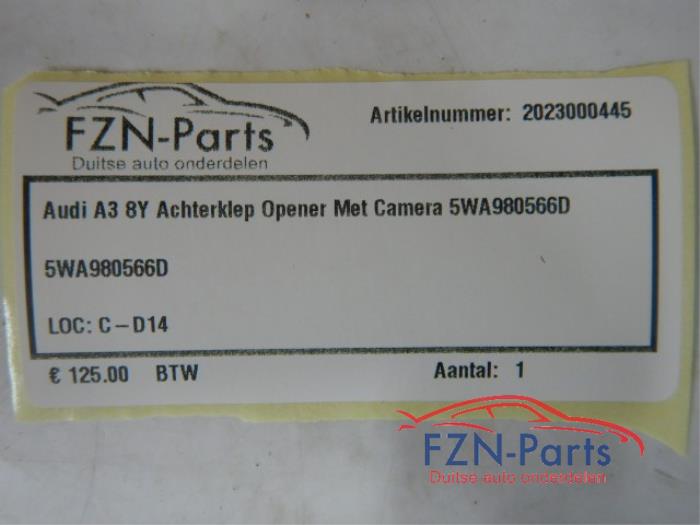 FZN-Parts
Duitse auto onderdelen
Artikelnummer: 2023000445
Audi A3 8Y Achterklep Opener Met Camera 5WA980566D
5WA980566D
LOC: C-D14
€ 125.00 BTW
Aantal: 1
FZN-Parts
Duitse auto onderdelen